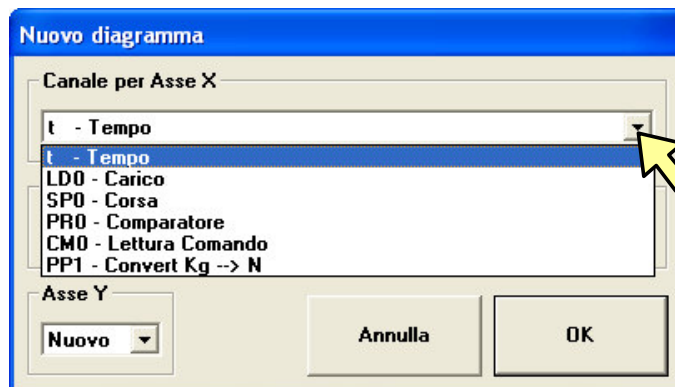 Nuovo diagramma
Canale per Asse X
t - Tempo
t - Tempo
LD0 - Carico
SP0 - Corsa
PR0 - Comparatore
CM0 - Lettura Comando
PP1 - Convert Kg --> N
Asse Y
Nuovo
Annulla
OK